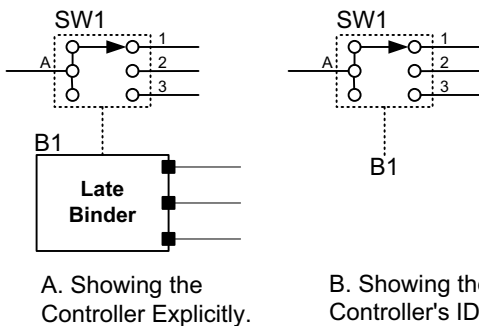 SW1
A
1
2
3
B1
Late
Binder
A. Showing the
Controller Explicitly.
SW1
A
1
2
3
B1
B. Showing the
Controller's ID